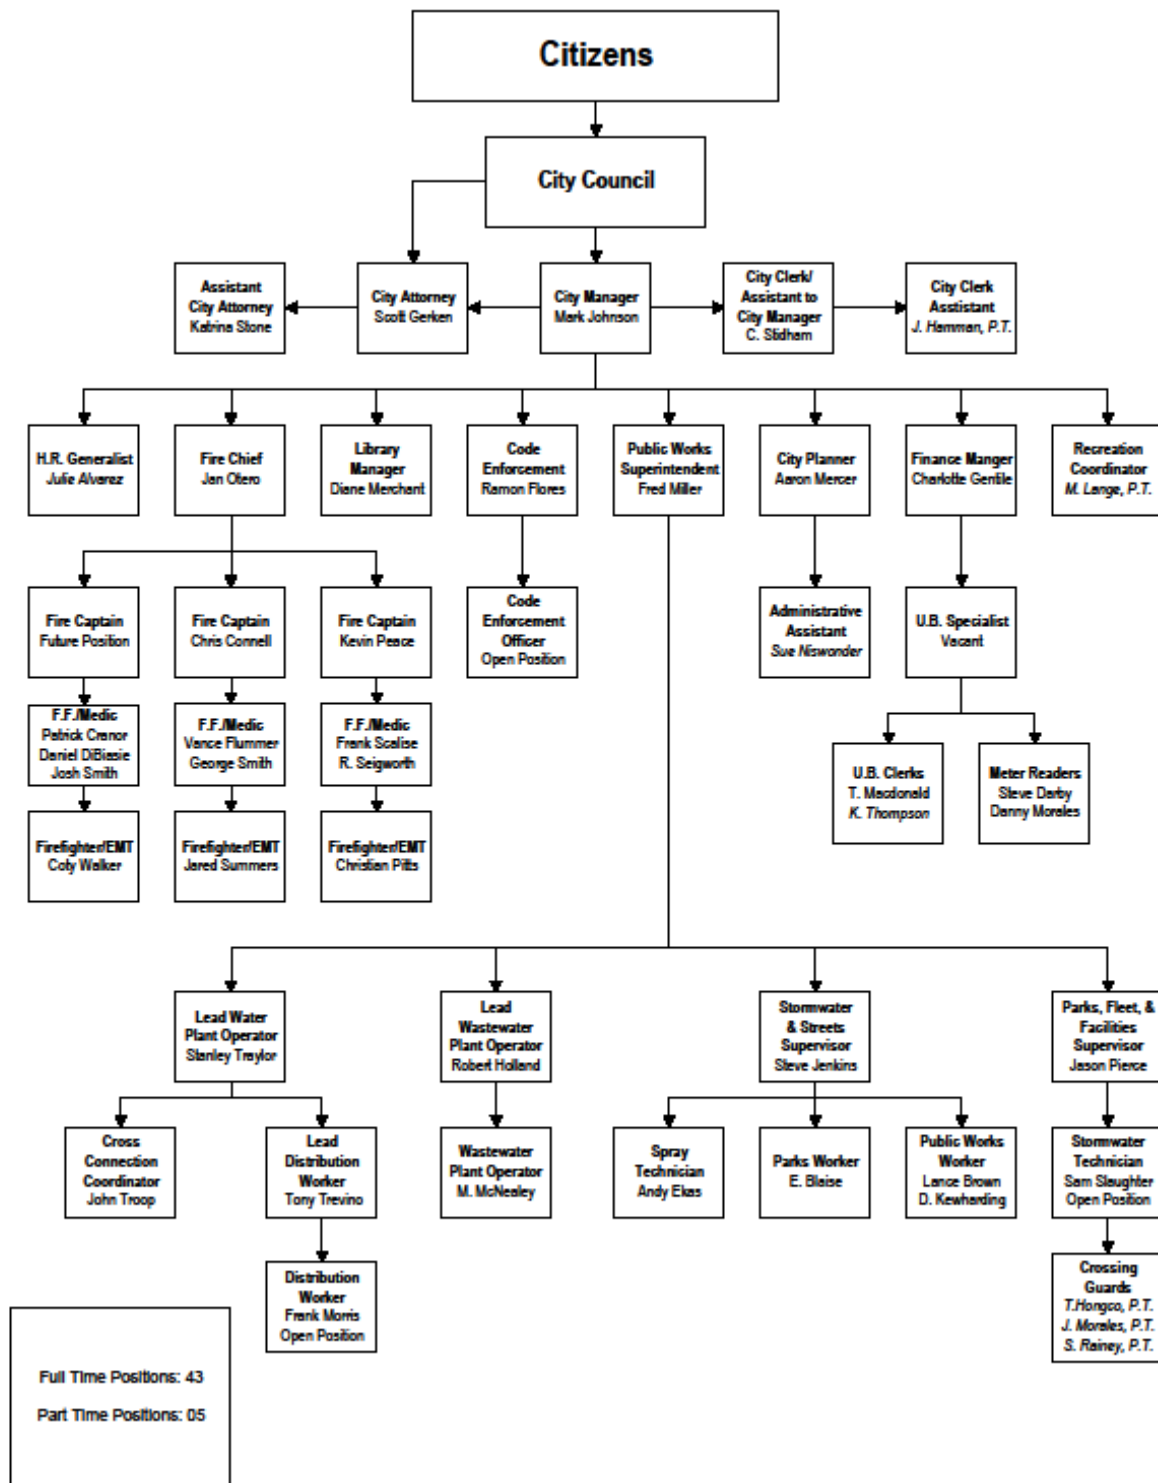 Citizens
City Council
Assistant
City Attorney
Katrina Stone
City Attorney
Scott Gerken
City Manager
Mark Johnson
City Clerk/
Assistant to
City Manager
C. Stidham
City Clerk
Asstistant
J. Hamman, P.T.
H.R. Generalist
Julie Alvarez
Fire Chief
Jan Otero
Library
Manager
Diane Merchant
Code
Enforcement
Ramon Flores
Public Works
Superintendent
Fred Miller
City Planner
Aaron Mercer
Finance Manger
Charlotte Gentile
Recreation
Coordinator
M. Lange, P.T.
Fire Captain
Future Position
Fire Captain
Chris Connell
Fire Captain
Kevin Peace
Code
Enforcement
Officer
Open Position
Administrative
Assistant
Sue Niswonder
U.B. Specialist
Vacant
F.F./Medic
Patrick Cranor
Daniel DiBiasie
Josh Smith
F.F./Medic
Vance Flummer
George Smith
F.F./Medic
Frank Scalise
R. Seigworth
U.B. Clerks
T. Macdonald
K. Thompson
Meter Readers
Steve Darby
Danny Morales
Firefighter/EMT
Coty Walker
Firefighter/EMT
Jared Summers
Firefighter/EMT
Christian Pitts
Lead Water
Plant Operator
Stanley Traylor
Lead
Wastewater
Plant Operator
Robert Holland
Stormwater
& Streets
Supervisor
Steve Jenkins
Parks, Fleet, &
Facilities
Supervisor
Jason Pierce
Cross
Connection
Coordinator
John Troop
Lead
Distribution
Worker
Tony Trevino
Wastewater
Plant Operator
M. McNealey
Spray
Technician
Andy Ekas
Parks Worker
E. Blaise
Public Works
Worker
Lance Brown
D. Kewharding
Stormwater
Technician
Sam Slaughter
Open Position
Distribution
Worker
Frank Morris
Open Position
Crossing
Guards
T.Hongco, P.T.
J. Morales, P.T.
S. Rainey, P.T.
Full Time Positions: 43
Part Time Positions: 05